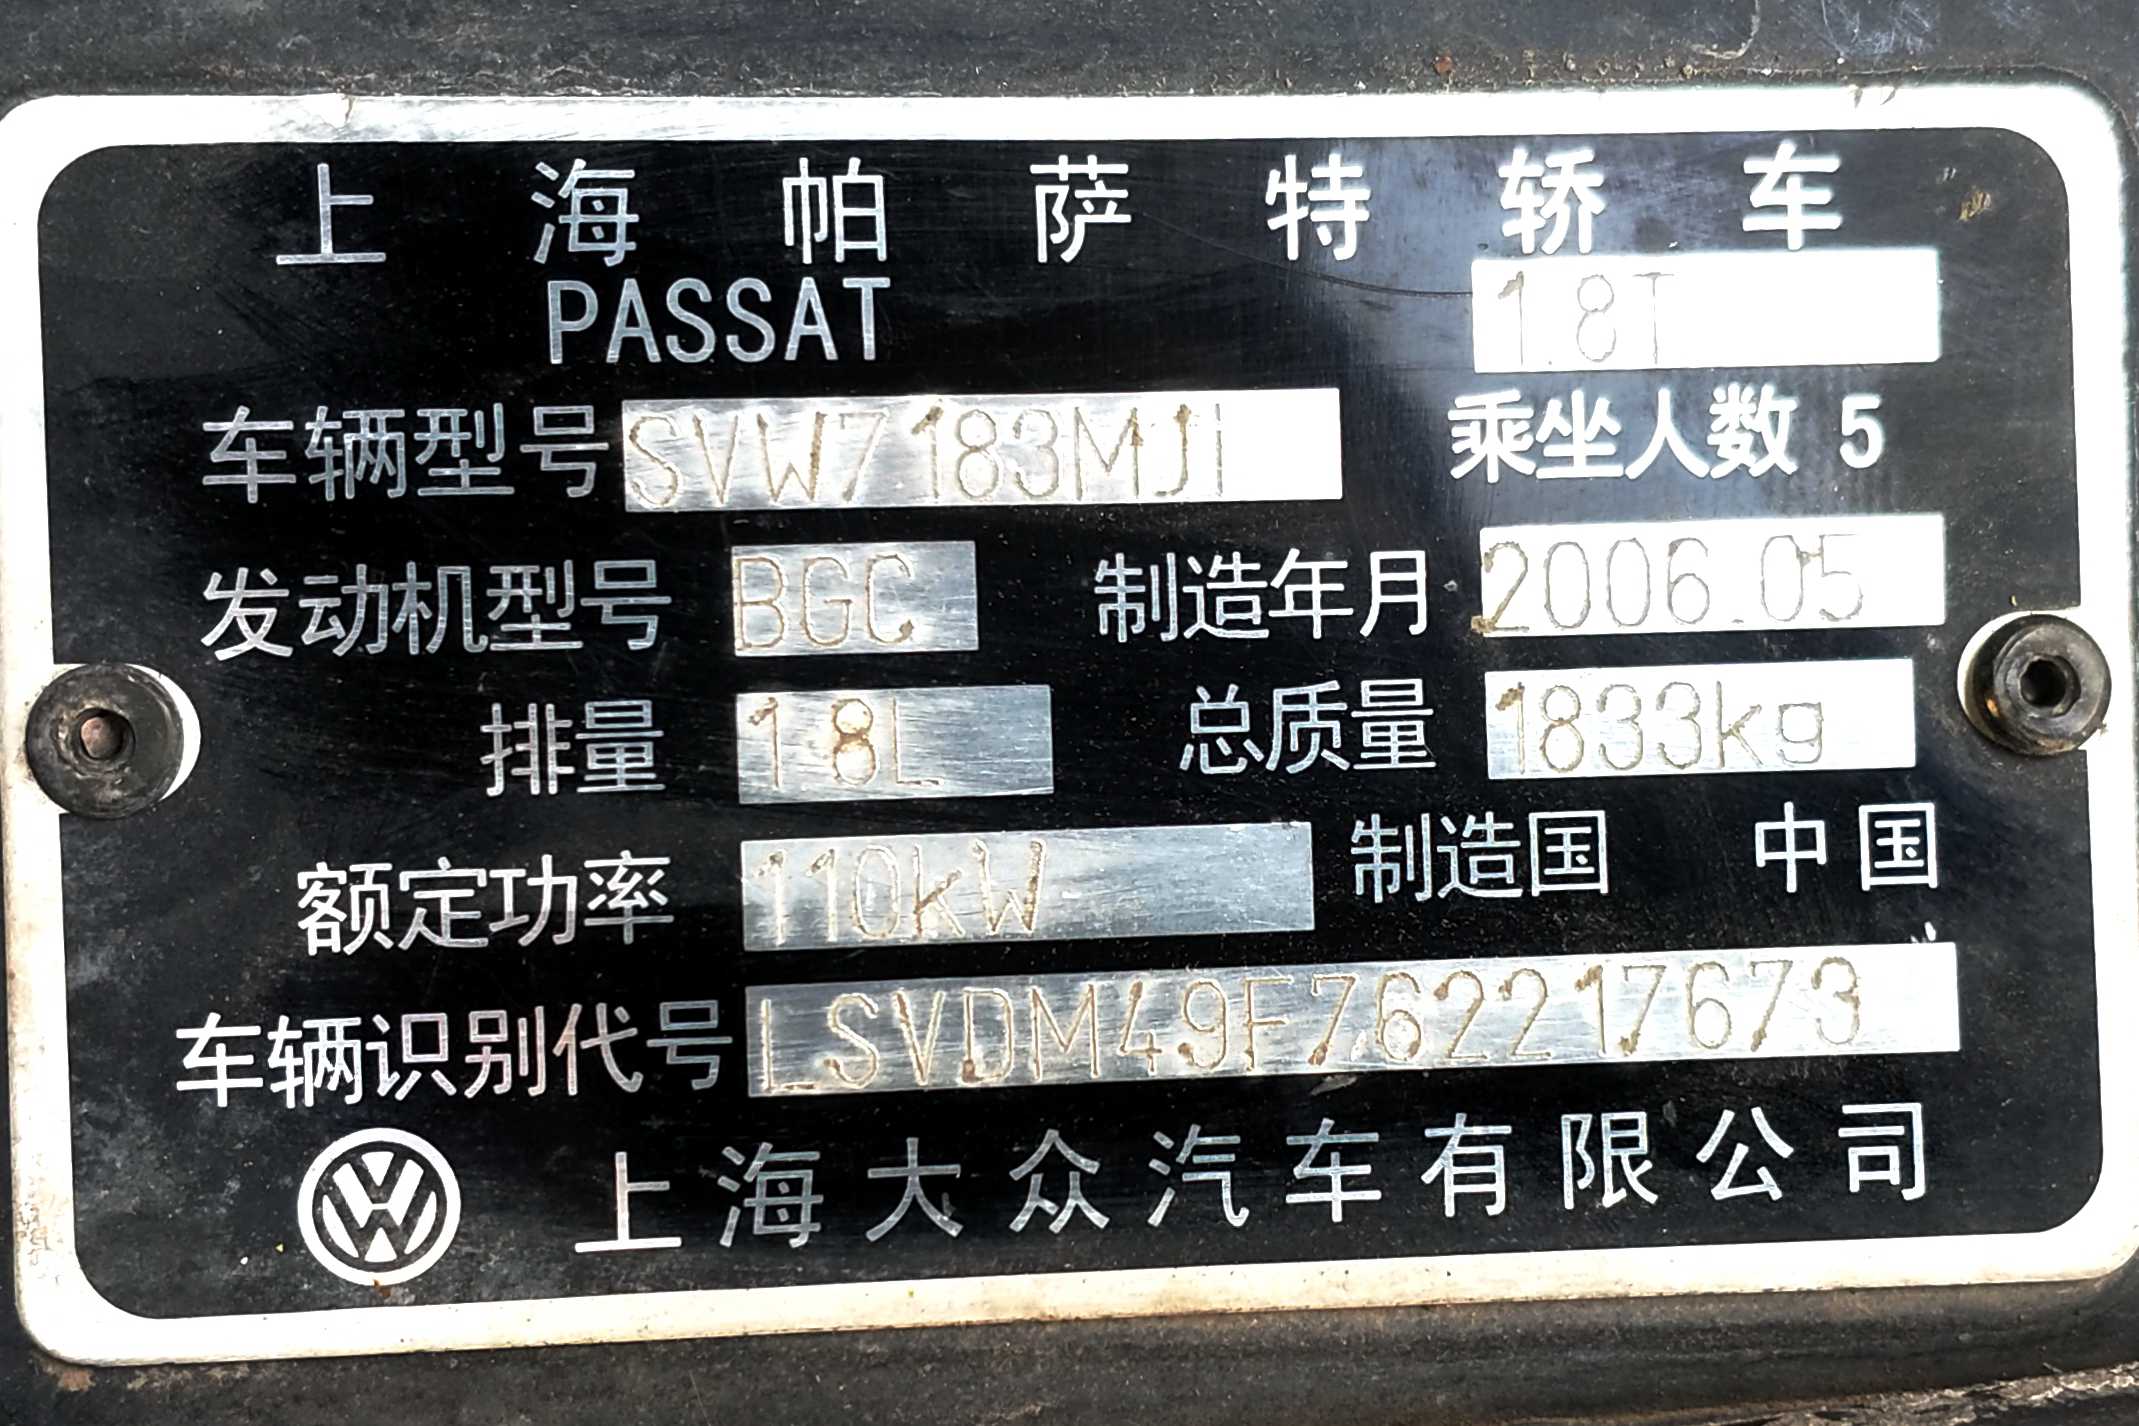 上海帕萨特轿车
PASSAT 1.8T
车辆型号 SVW7183MJI 乘坐人数 5
发动机型号 BGC 制造年月 2006.05
排量 1.8L 总质量 1833kg
额定功率 110kW 制造国 中国
车辆识别代号 LSVDM49F762217673
上海大众汽车有限公司